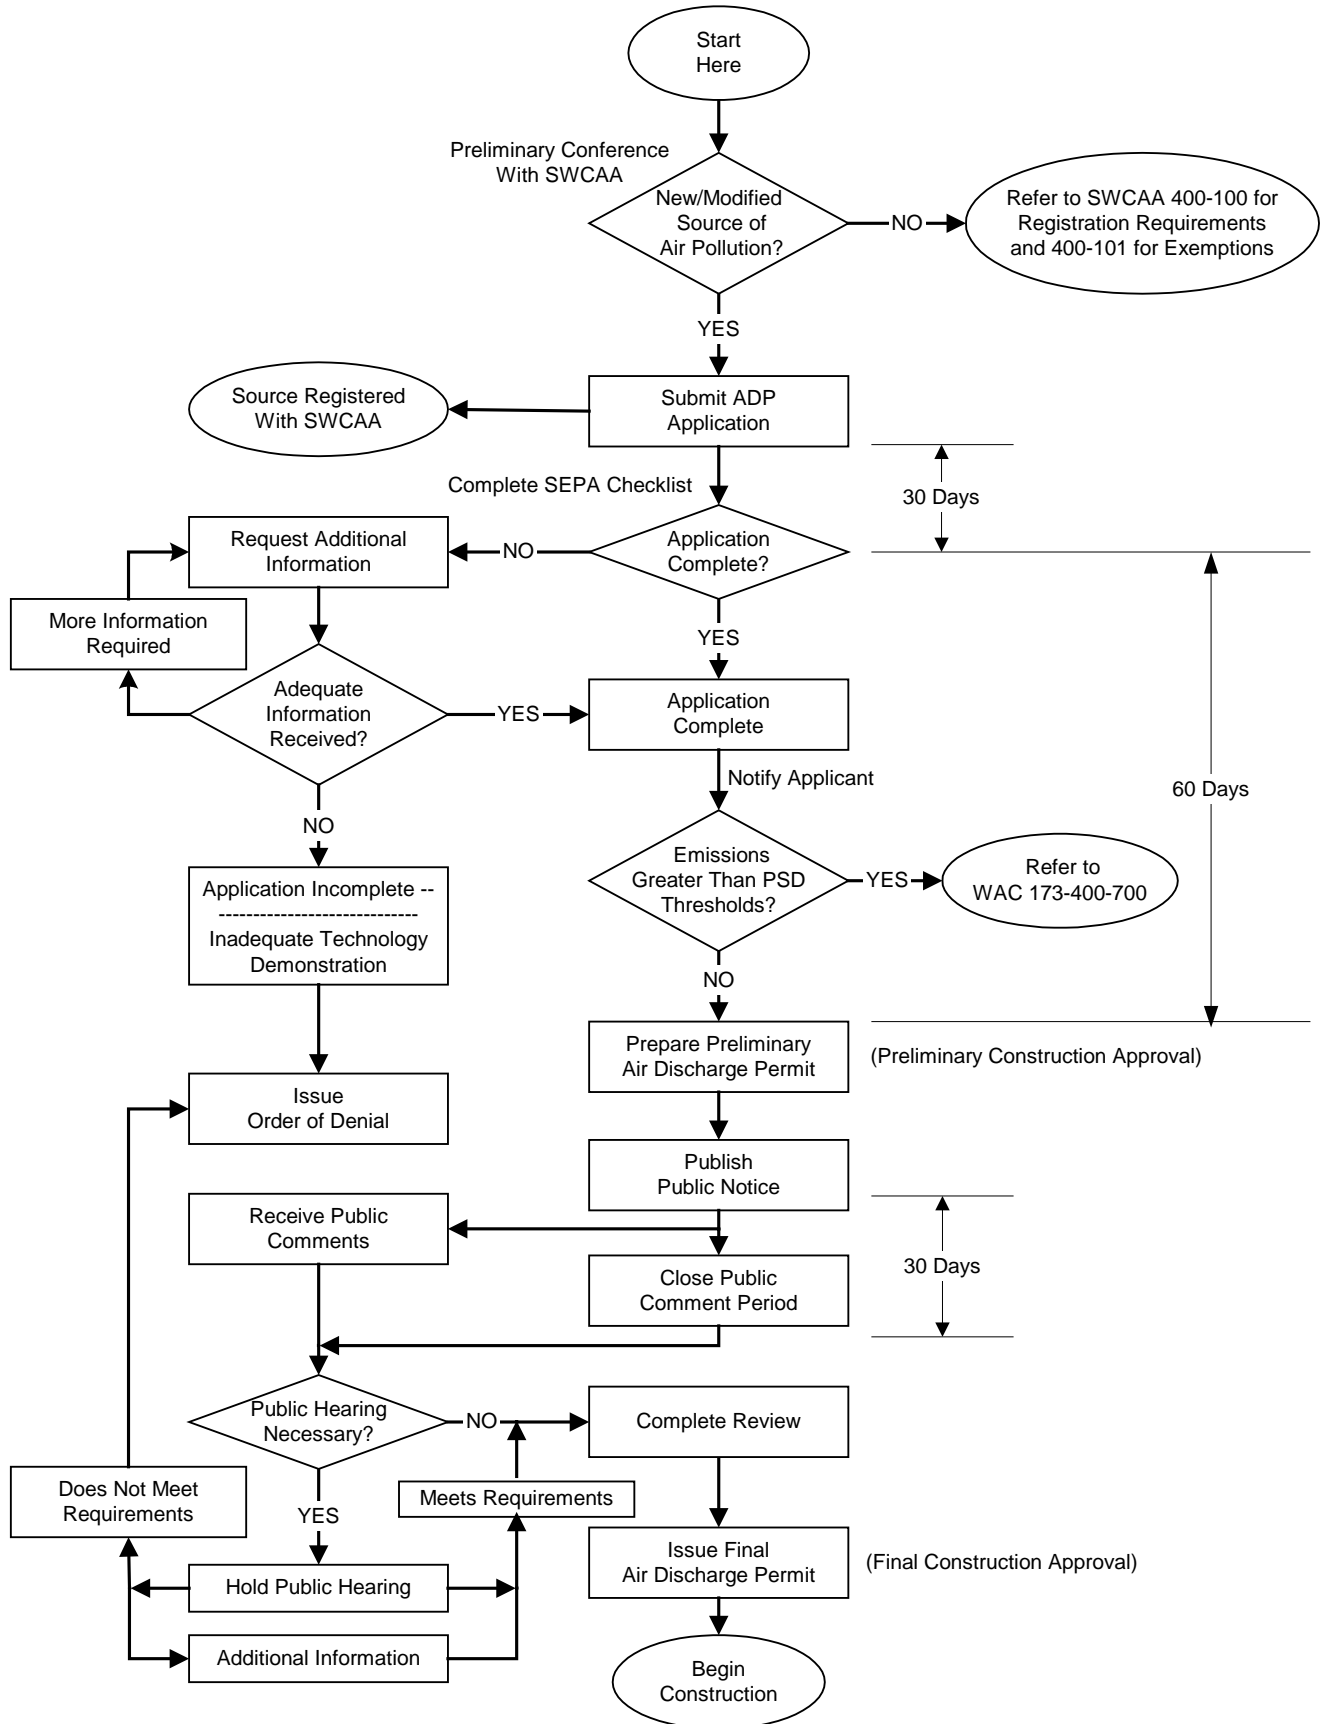 Start
Here
Preliminary Conference
With SWCAA
New/Modified
Source of
Air Pollution?
NO
Refer to SWCAA 400-100 for
Registration Requirements
and 400-101 for Exemptions
YES
Source Registered
With SWCAA
Submit ADP
Application
30 Days
Complete SEPA Checklist
Request Additional
Information
NO
Application
Complete?
More Information
Required
YES
Adequate
Information
Received?
YES
Application
Complete
Notify Applicant
60 Days
NO
Application Incomplete --
-----------------------------
Inadequate Technology
Demonstration
Emissions
Greater Than PSD
Thresholds?
YES
Refer to
WAC 173-400-700
NO
Prepare Preliminary
Air Discharge Permit
(Preliminary Construction Approval)
Issue
Order of Denial
Publish
Public Notice
Receive Public
Comments
30 Days
Close Public
Comment Period
Public Hearing
Necessary?
NO
Complete Review
Does Not Meet
Requirements
YES
Meets Requirements
Hold Public Hearing
Issue Final
Air Discharge Permit
(Final Construction Approval)
Additional Information
Begin
Construction